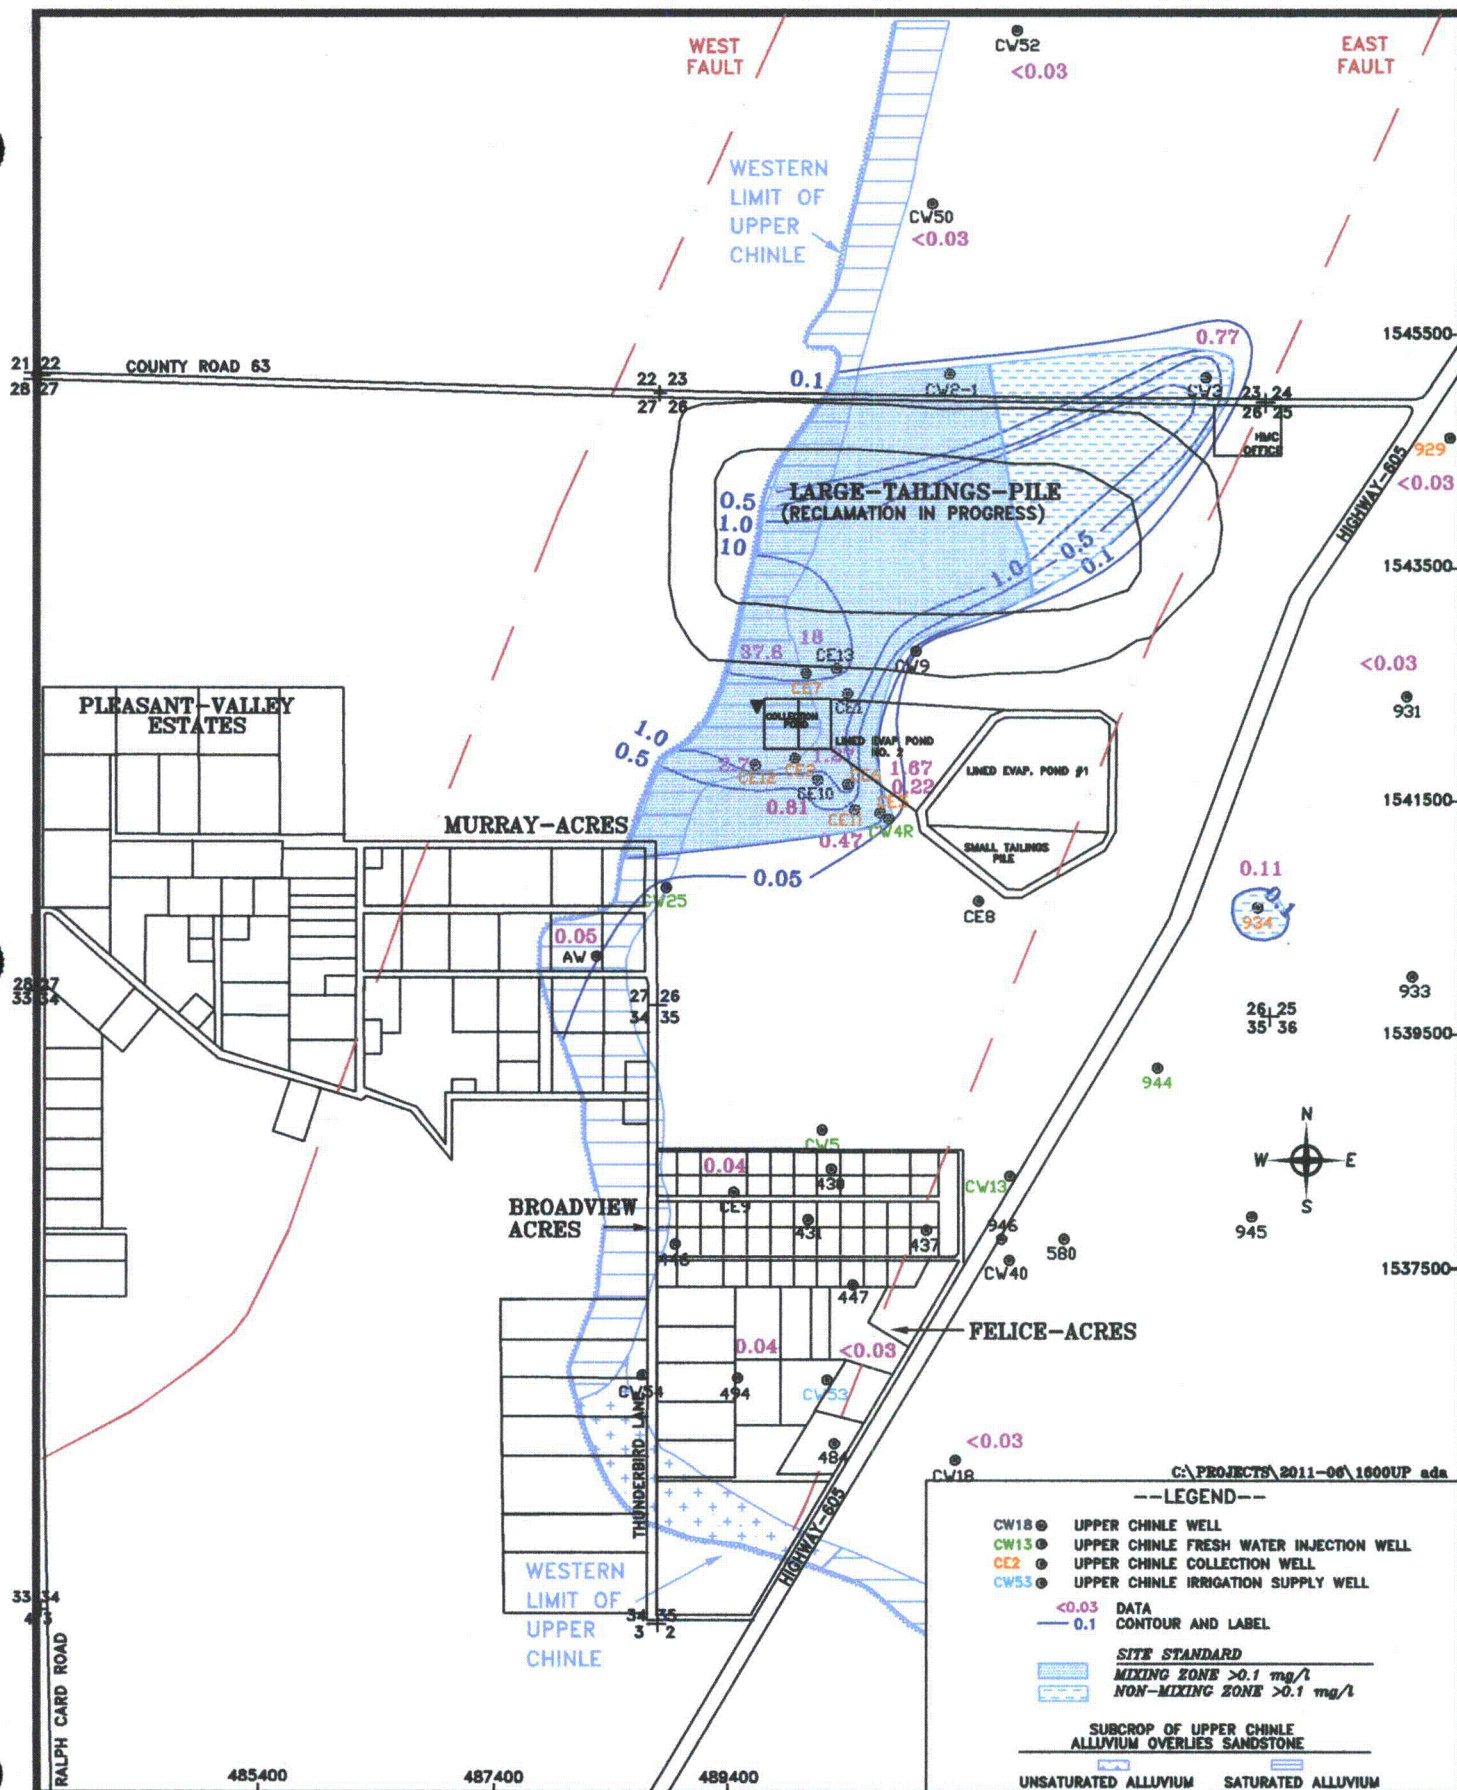 WEST
FAULT
EAST
FAULT
CW52
<0.03
WESTERN
LIMIT OF
UPPER
CHINLE
CW50
<0.03
1545500
0.77
21 22
28 27
COUNTY ROAD 63
22 23
27 26
0.1
CW2-1
CW3
23 24
26 25
HMC
OFFICE
929
<0.03
HIGHWAY-605
LARGE-TAILINGS-PILE
(RECLAMATION IN PROGRESS)
0.5
1.0
10
1.0
0.5
0.1
1543500
18
37.6
CE13
CE7
CW9
CE1
<0.03
931
PLEASANT-VALLEY
ESTATES
COLLECTION
POND
LINED EVAP POND
NO. 2
1.0
0.5
CE12
CE2
CE10
1.67
0.22
0.81
CE11
0.47
CW4R
LINED EVAP. POND #1
1541500
SMALL TAILINGS
PILE
MURRAY-ACRES
0.05
CW25
CE8
0.11
0.1
934
0.05
AW
933
28 27
33 34
27 26
34 35
26 25
35 36
1539500
944
N
W E
S
CW5
0.04
430
CE9
CW13
BROADVIEW
ACRES
431
437
446
946
580
945
CW40
1537500
447
FELICE-ACRES
0.04
<0.03
CW54
494
CW53
484
THUNDERBIRD LANE
HIGHWAY-605
<0.03
CW18
WESTERN
LIMIT OF
UPPER
CHINLE
33 34
4 3
34 35
3 2
RALPH CARD ROAD
485400
487400
489400
C:\PROJECTS\2011-06\1600UP ada
--LEGEND--
CW18 UPPER CHINLE WELL
CW13 UPPER CHINLE FRESH WATER INJECTION WELL
CE2 UPPER CHINLE COLLECTION WELL
CW53 UPPER CHINLE IRRIGATION SUPPLY WELL
<0.03 DATA
0.1 CONTOUR AND LABEL
SITE STANDARD
MIXING ZONE >0.1 mg/l
NON-MIXING ZONE >0.1 mg/l
SUBCROP OF UPPER CHINLE
ALLUVIUM OVERLIES SANDSTONE
UNSATURATED ALLUVIUM SATURATED ALLUVIUM